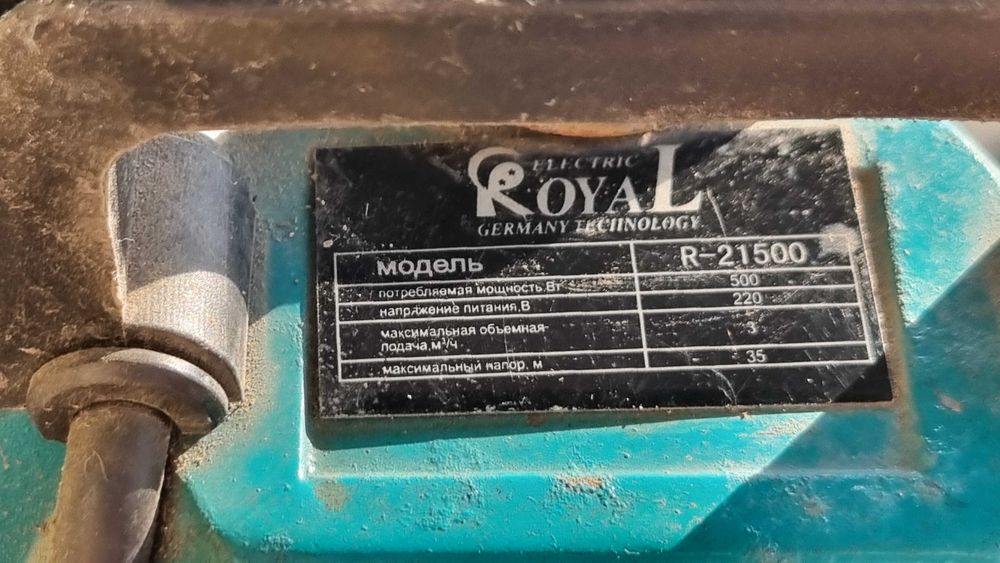 ELECTRIC
ROYAL
GERMANY TECHNOLOGY
модель R-21500
потребляемая мощность.Вт 500
напряжение питания.В 220
максимальная объемная
подача,м³/ч 3
максимальный напор, м 35